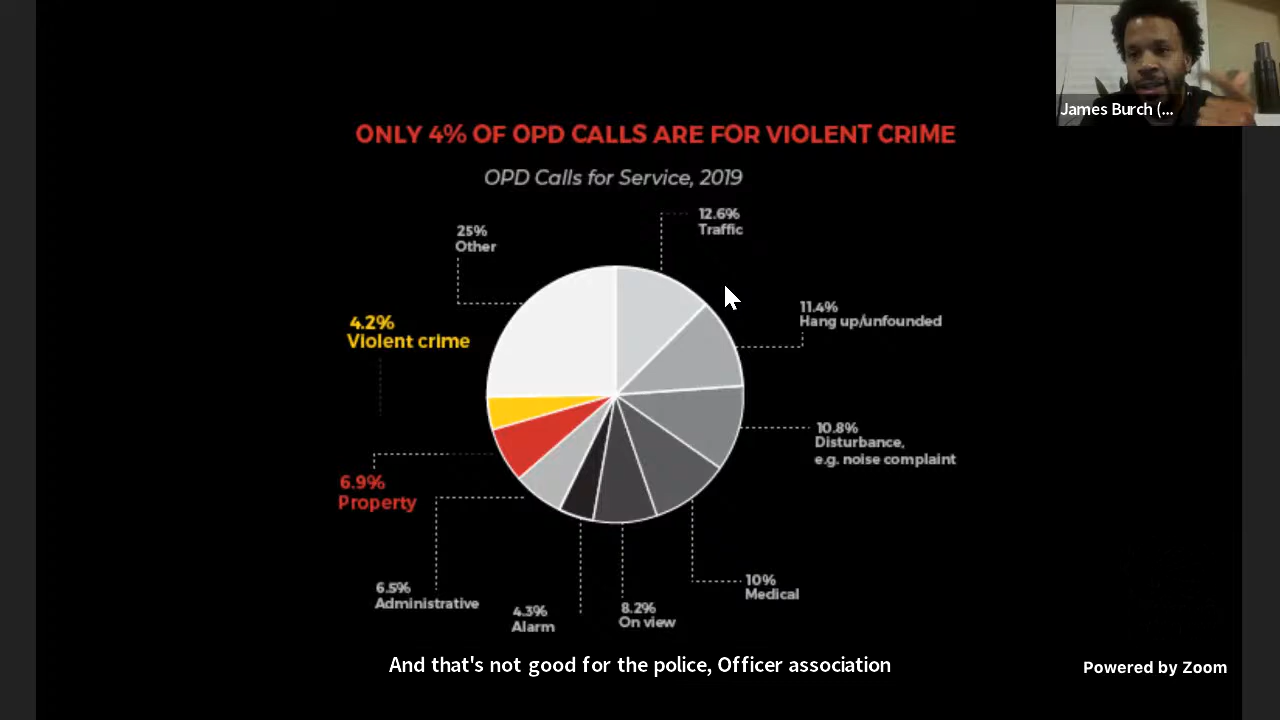 James Burch (...
ONLY 4% OF OPD CALLS ARE FOR VIOLENT CRIME
OPD Calls for Service, 2019
12.6%
Traffic
25%
Other
11.4%
Hang up/unfounded
4.2%
Violent crime
10.8%
Disturbance,
e.g. noise complaint
6.9%
Property
10%
Medical
6.5%
Administrative
4.3%
Alarm
8.2%
On view
And that's not good for the police, Officer association
Powered by Zoom